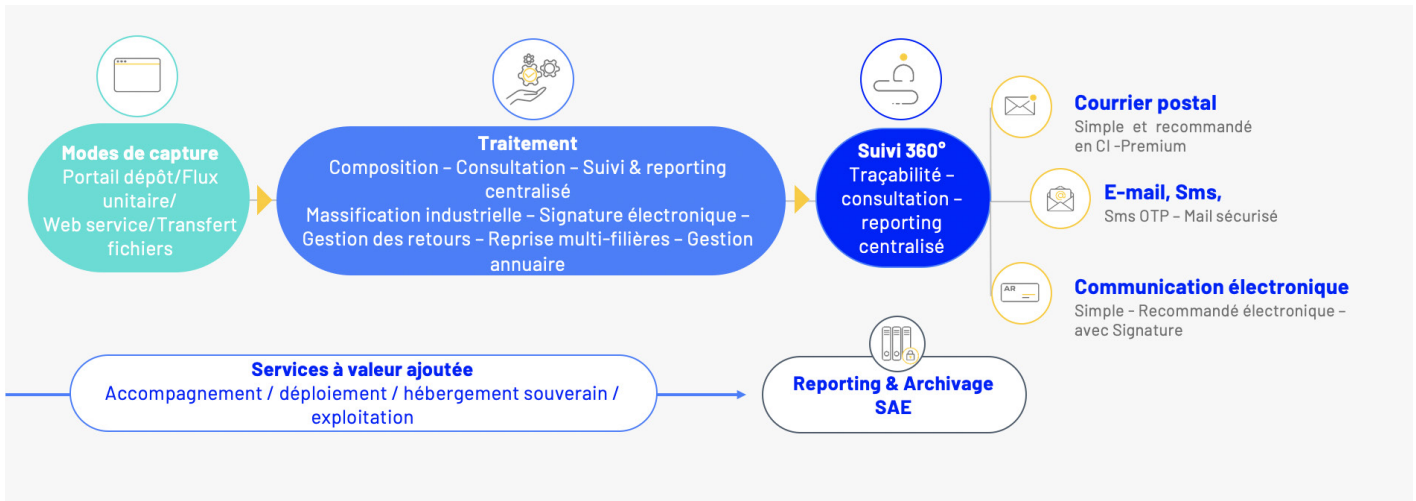 Modes de capture
Portail dépôt/Flux
unitaire/
Web service/Transfert
fichiers
Traitement
Composition – Consultation – Suivi & reporting
centralisé
Massification industrielle – Signature électronique –
Gestion des retours – Reprise multi-filières – Gestion
annuaire
Suivi 360°
Traçabilité –
consultation –
reporting
centralisé
Courrier postal
Simple et recommandé
en CI -Premium
@
E-mail, Sms,
Sms OTP – Mail sécurisé
AR
Communication électronique
Simple - Recommandé électronique –
avec Signature
Services à valeur ajoutée
Accompagnement / déploiement / hébergement souverain /
exploitation
Reporting & Archivage
SAE